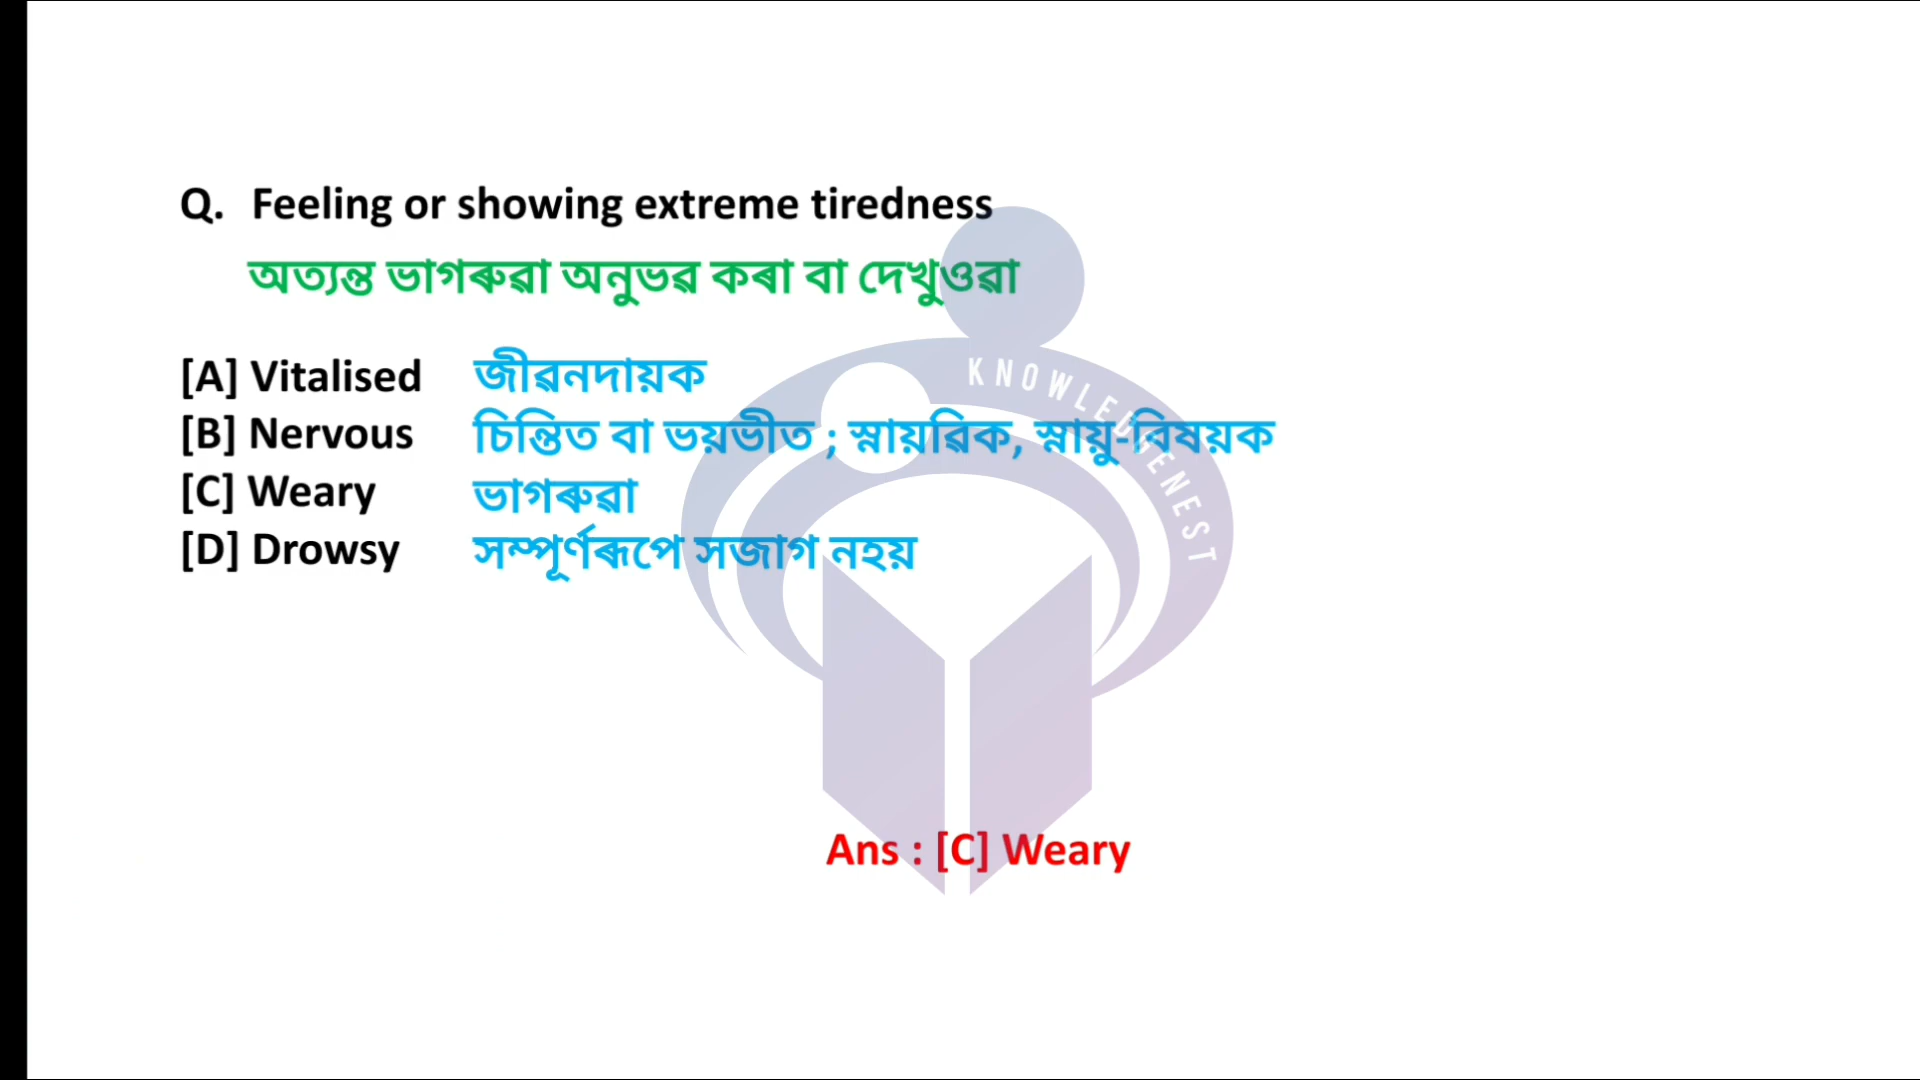 Q. Feeling or showing extreme tiredness
অত্যন্ত ভাগৰুৱা অনুভৱ কৰা বা দেখুওৱা
[A] Vitalised জীৱনদায়ক
[B] Nervous চিন্তিত বা ভয়ভীত ; স্নায়ৱিক, স্নায়ু-বিষয়ক
[C] Weary ভাগৰুৱা
[D] Drowsy সম্পূৰ্ণৰূপে সজাগ নহয়
KNOWLEDGENEST
Ans : [C] Weary